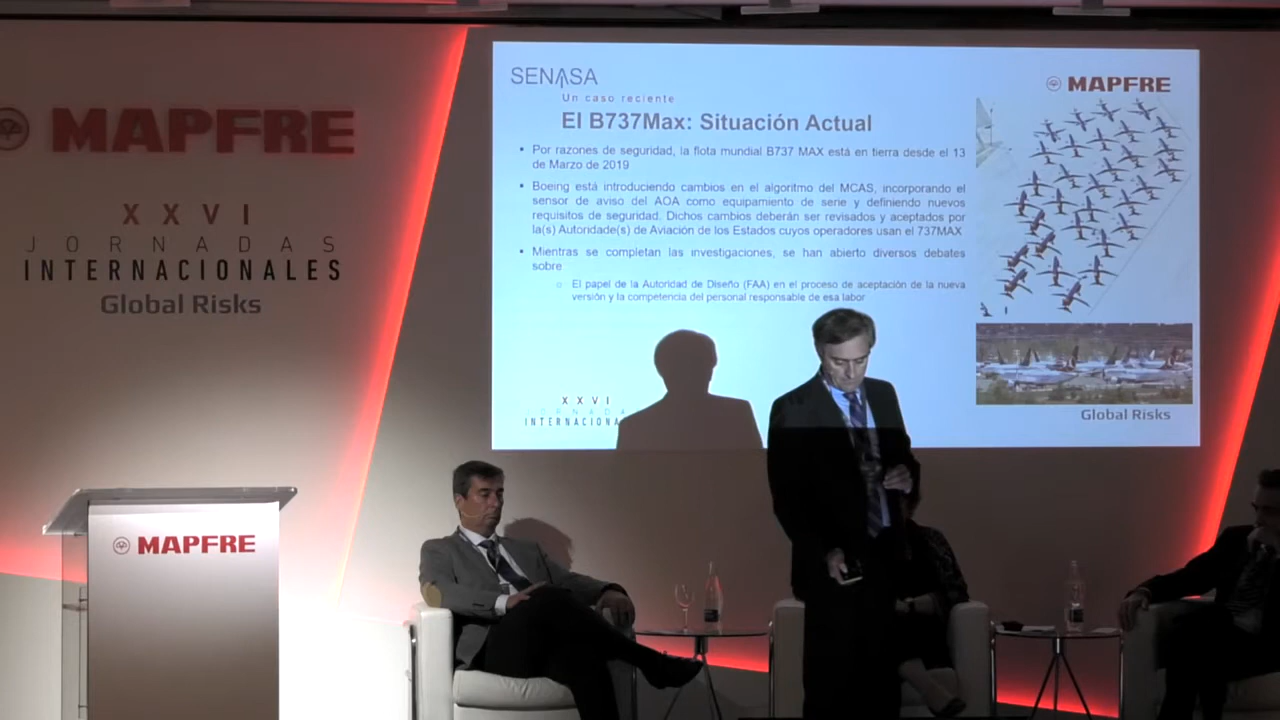 MAPFRE
XXVI
JORNADAS
INTERNACIONALES
Global Risks
MAPFRE
SENASA
MAPFRE
Un caso reciente
El B737Max: Situación Actual
Por razones de seguridad, la flota mundial B737 MAX está en tierra desde el 13
de Marzo de 2019
Boeing está introduciendo cambios en el algoritmo del MCAS, incorporando el
sensor de aviso del AOA como equipamiento de serie y definiendo nuevos
requisitos de seguridad. Dichos cambios deberán ser revisados y aceptados por
la(s) Autoridade(s) de Aviación de los Estados cuyos operadores usan el 737MAX
Mientras se completan las investigaciones, se han abierto diversos debates
sobre
El papel de la Autoridad de Diseño (FAA) en el proceso de aceptación de la nueva
versión y la competencia del personal responsable de esa labor
XXVI
JORNADA
INTERNACIONA
Global Risks